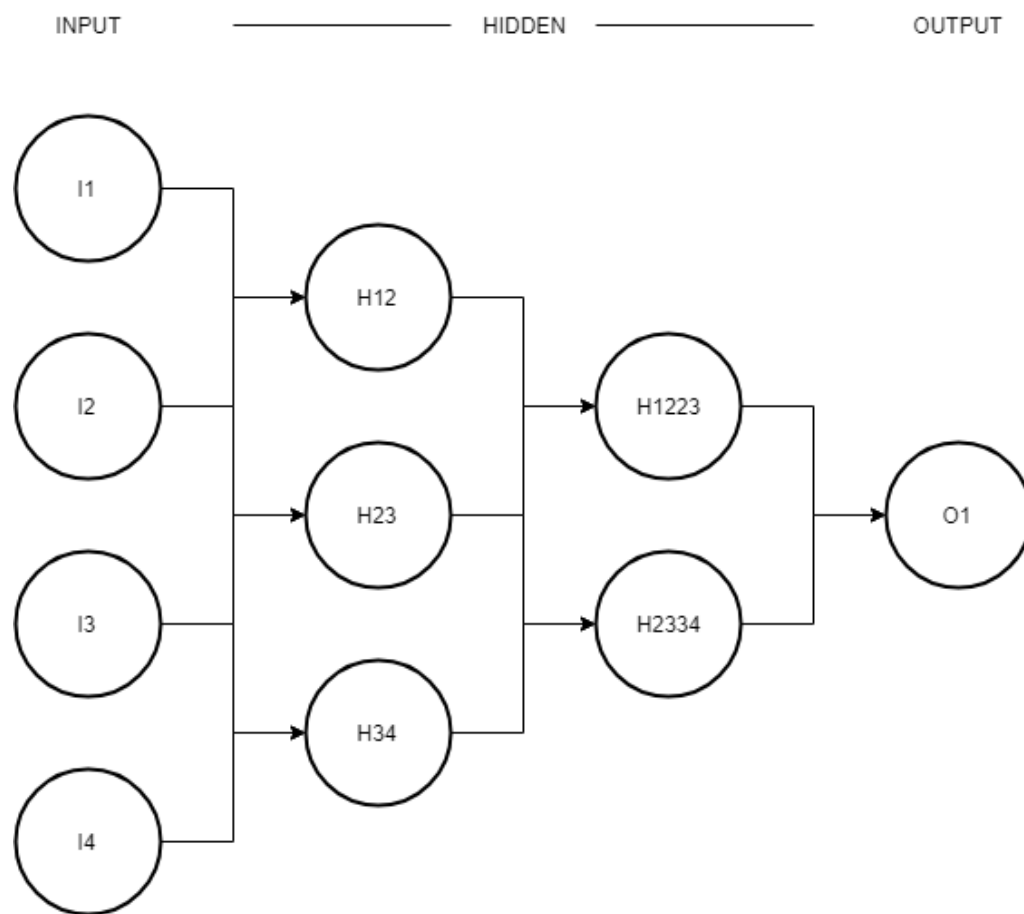 INPUT HIDDEN OUTPUT
I1
H12
I2
H1223
H23
O1
I3
H2334
H34
I4